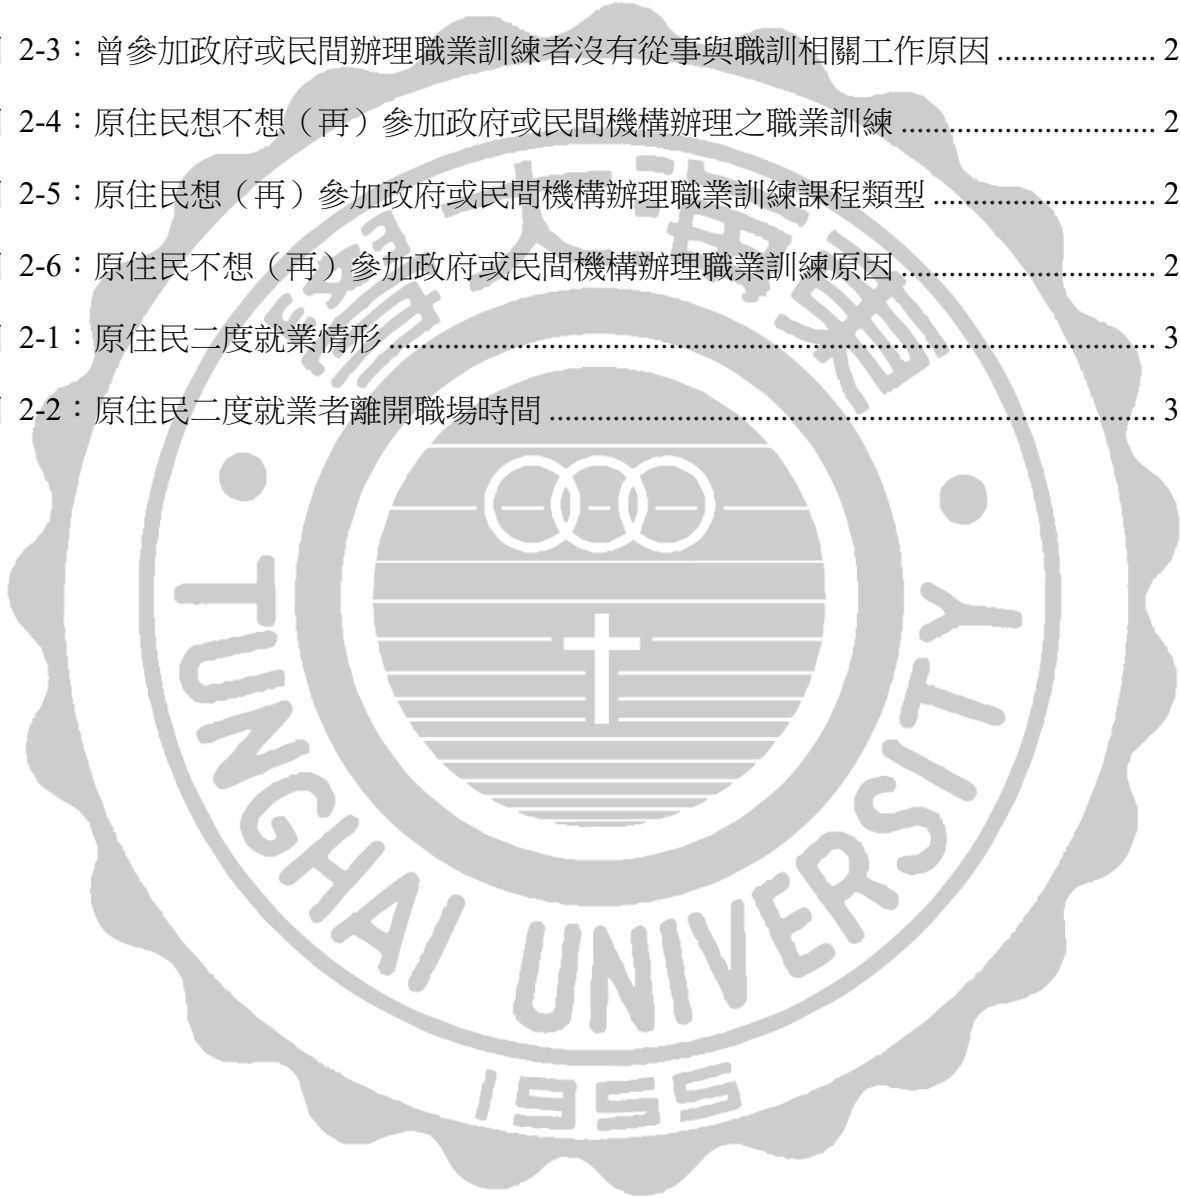 2-3：曾參加政府或民間辦理職業訓練者沒有從事與職訓相關工作原因 .................... 2
2-4：原住民想不想（再）參加政府或民間機構辦理之職業訓練 ................................ 2
2-5：原住民想（再）參加政府或民間機構辦理職業訓練課程類型 ............................ 2
2-6：原住民不想（再）參加政府或民間機構辦理職業訓練原因 ................................ 2
2-1：原住民二度就業情形 ................................................................................................. 3
2-2：原住民二度就業者離開職場時間 ............................................................................. 3
學大海東
TUNGHAI UNIVERSITY
1955